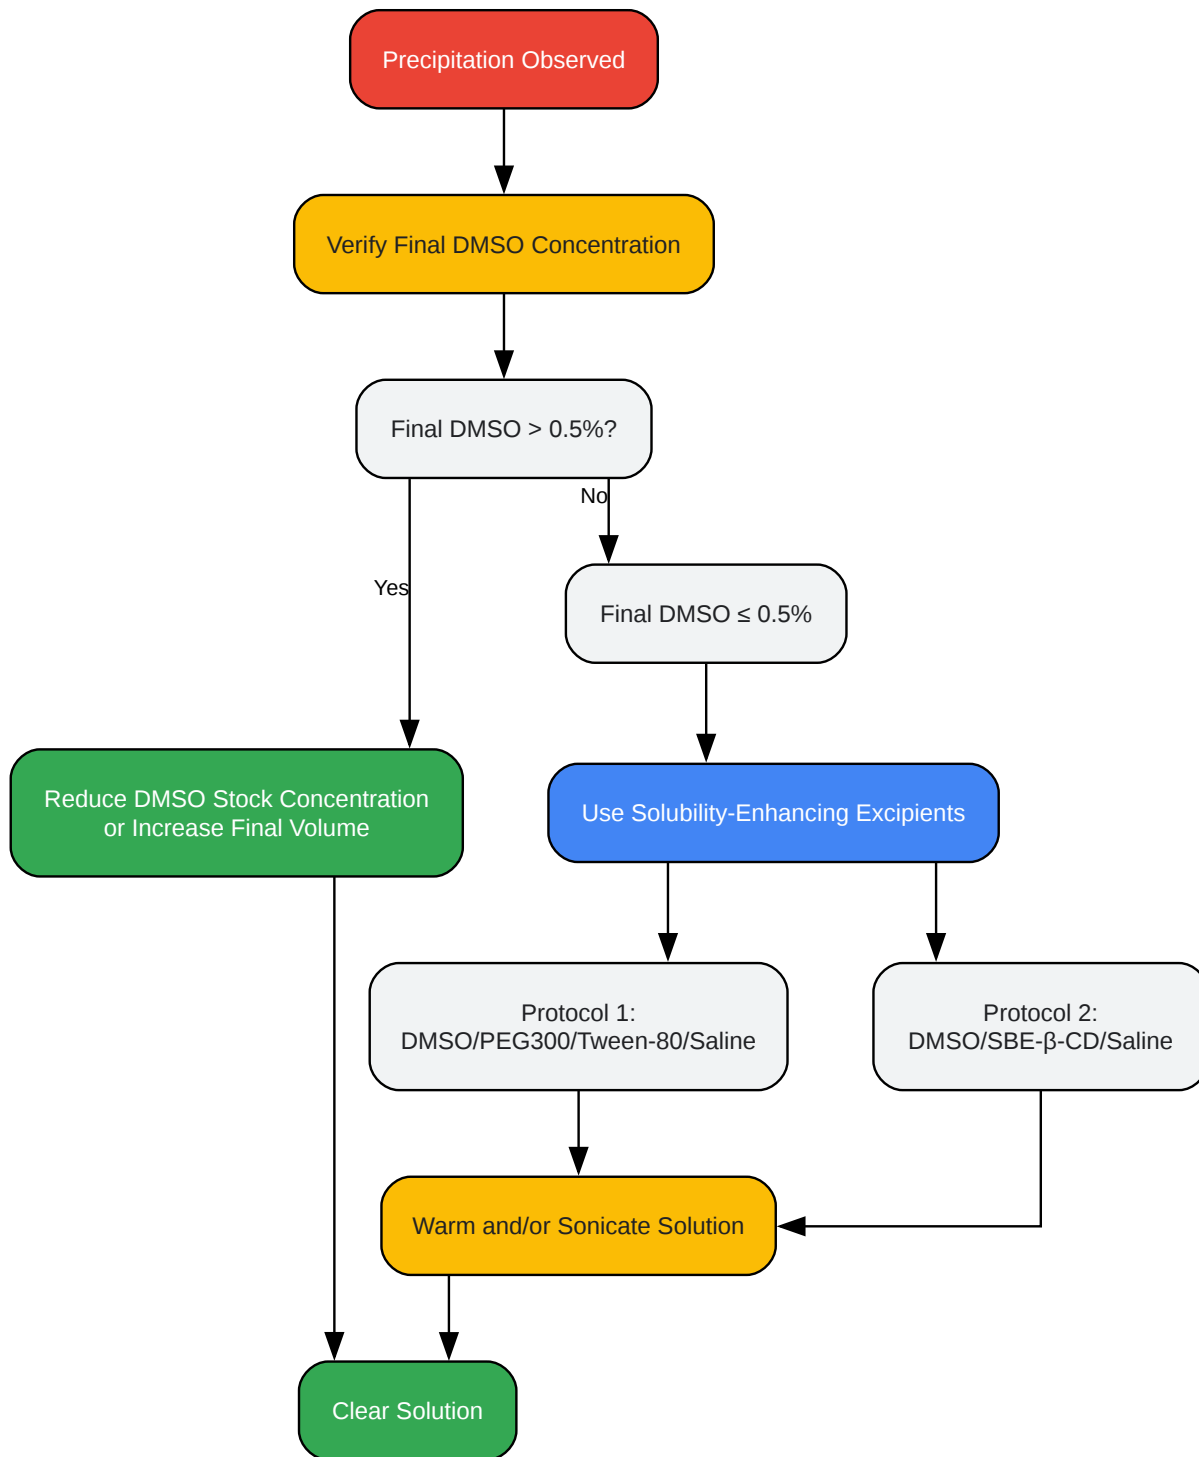 Precipitation Observed
Verify Final DMSO Concentration
Final DMSO > 0.5%?
No
Yes
Final DMSO ≤ 0.5%
Reduce DMSO Stock Concentration
or Increase Final Volume
Use Solubility-Enhancing Excipients
Protocol 1:
DMSO/PEG300/Tween-80/Saline
Protocol 2:
DMSO/SBE-β-CD/Saline
Warm and/or Sonicate Solution
Clear Solution